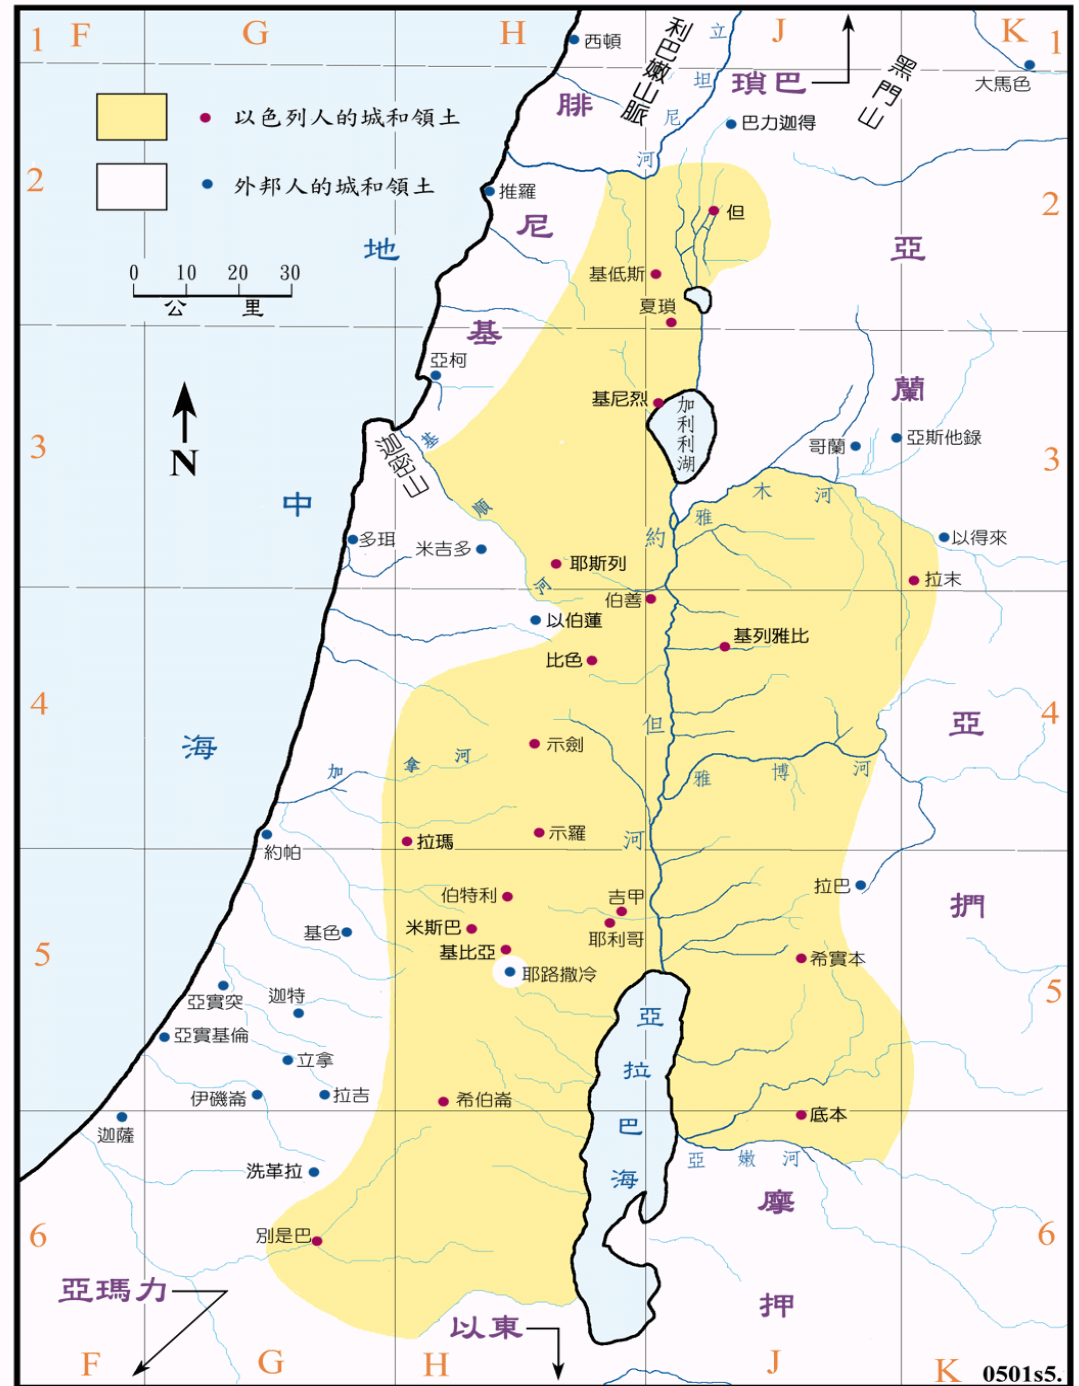 F
G
H
J
K
1
1
西頓
利巴嫩山脈
立坦尼河
瑣巴
黑門山
大馬色
腓尼基
巴力迦得
以色列人的城和領土
外邦人的城和領土
2
2
推羅
但
地中海
亞蘭
基低斯
夏瑣
0 10 20 30
公里
亞柯
基尼烈
加利利湖
N
3
3
迦密山
基順河
哥蘭
亞斯他錄
雅木河
約但河
多珥
米吉多
耶斯列
以得來
拉末
伯善
以伯蓮
基列雅比
比色
4
4
亞捫
示劍
加拿河
雅博河
約帕
拉瑪
示羅
拉巴
伯特利
吉甲
米斯巴
耶利哥
基色
基比亞
希實本
耶路撒冷
5
5
亞實突
迦特
亞拉巴海
亞實基倫
立拿
伊磯崙
拉吉
希伯崙
底本
迦薩
亞嫩河
洗革拉
摩押
別是巴
6
6
亞瑪力
以東
F
G
H
J
K
0501s5.